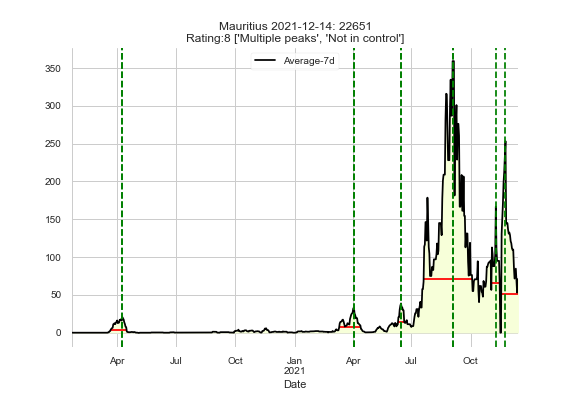 Mauritius 2021-12-14: 22651
Rating:8 ['Multiple peaks', 'Not in control']
Average-7d
350
300
250
200
150
100
50
0
Apr Jul Oct Jan Apr Jul Oct
2021
Date